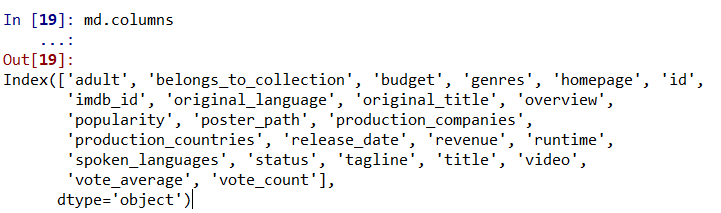 In [19]: md.columns
    ...:
Out[19]:
Index(['adult', 'belongs_to_collection', 'budget', 'genres', 'homepage', 'id',
       'imdb_id', 'original_language', 'original_title', 'overview',
       'popularity', 'poster_path', 'production_companies',
       'production_countries', 'release_date', 'revenue', 'runtime',
       'spoken_languages', 'status', 'tagline', 'title', 'video',
       'vote_average', 'vote_count'],
      dtype='object')